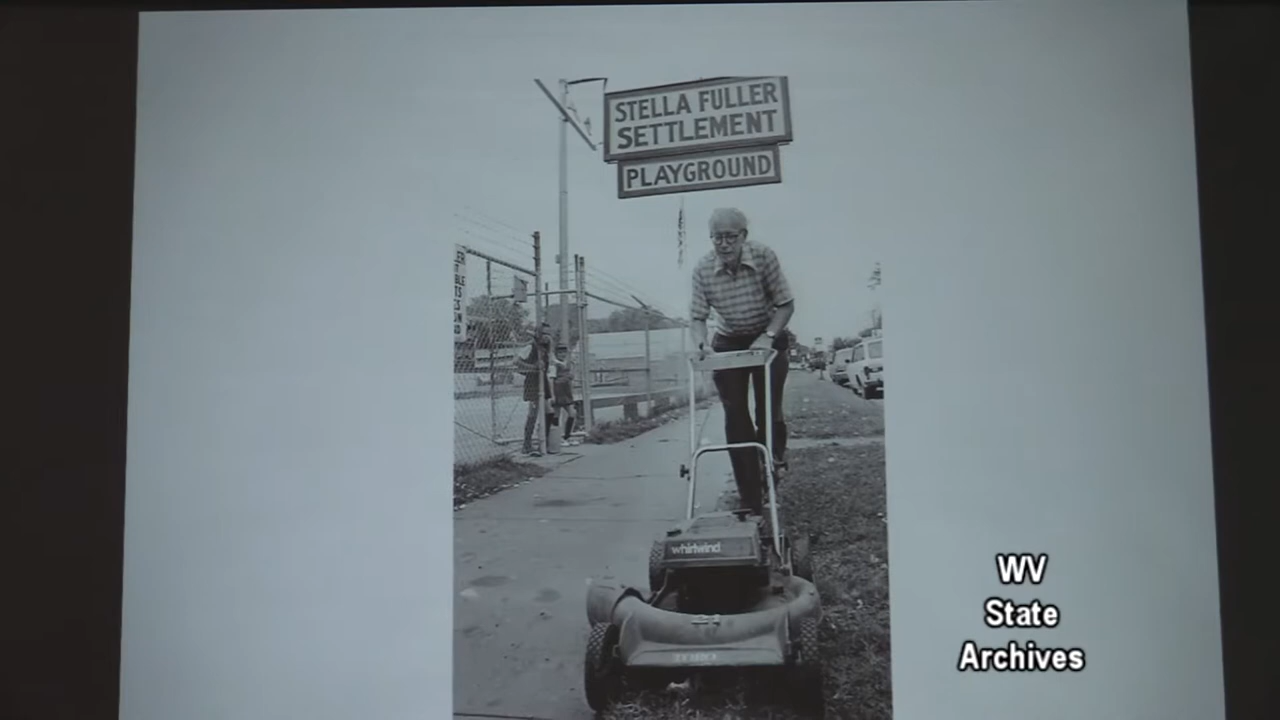 STELLA FULLER
SETTLEMENT
PLAYGROUND
whirlwind
WV
State
Archives